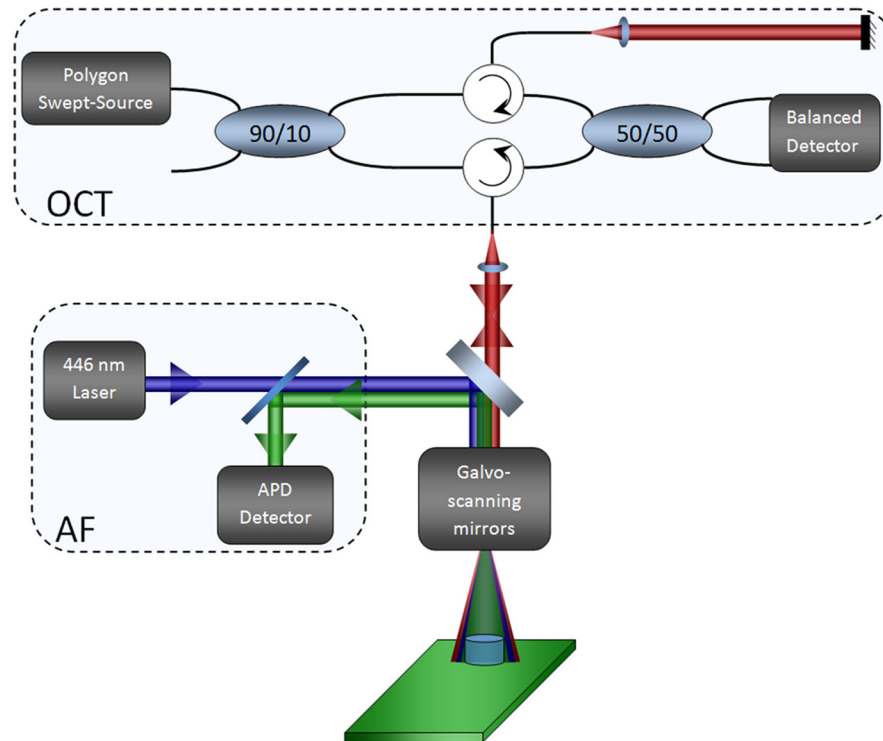 Polygon
Swept-Source
90/10
50/50
Balanced
Detector
OCT
446 nm
Laser
APD
Detector
AF
Galvo-
scanning
mirrors